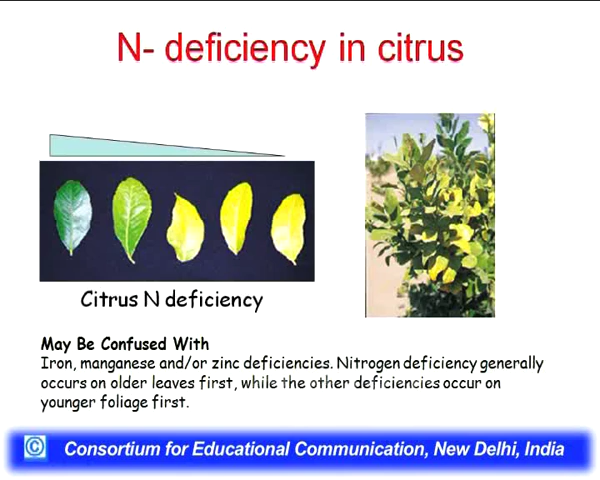 N- deficiency in citrus
Citrus N deficiency
May Be Confused With
Iron, manganese and/or zinc deficiencies. Nitrogen deficiency generally
occurs on older leaves first, while the other deficiencies occur on
younger foliage first.
© Consortium for Educational Communication, New Delhi, India